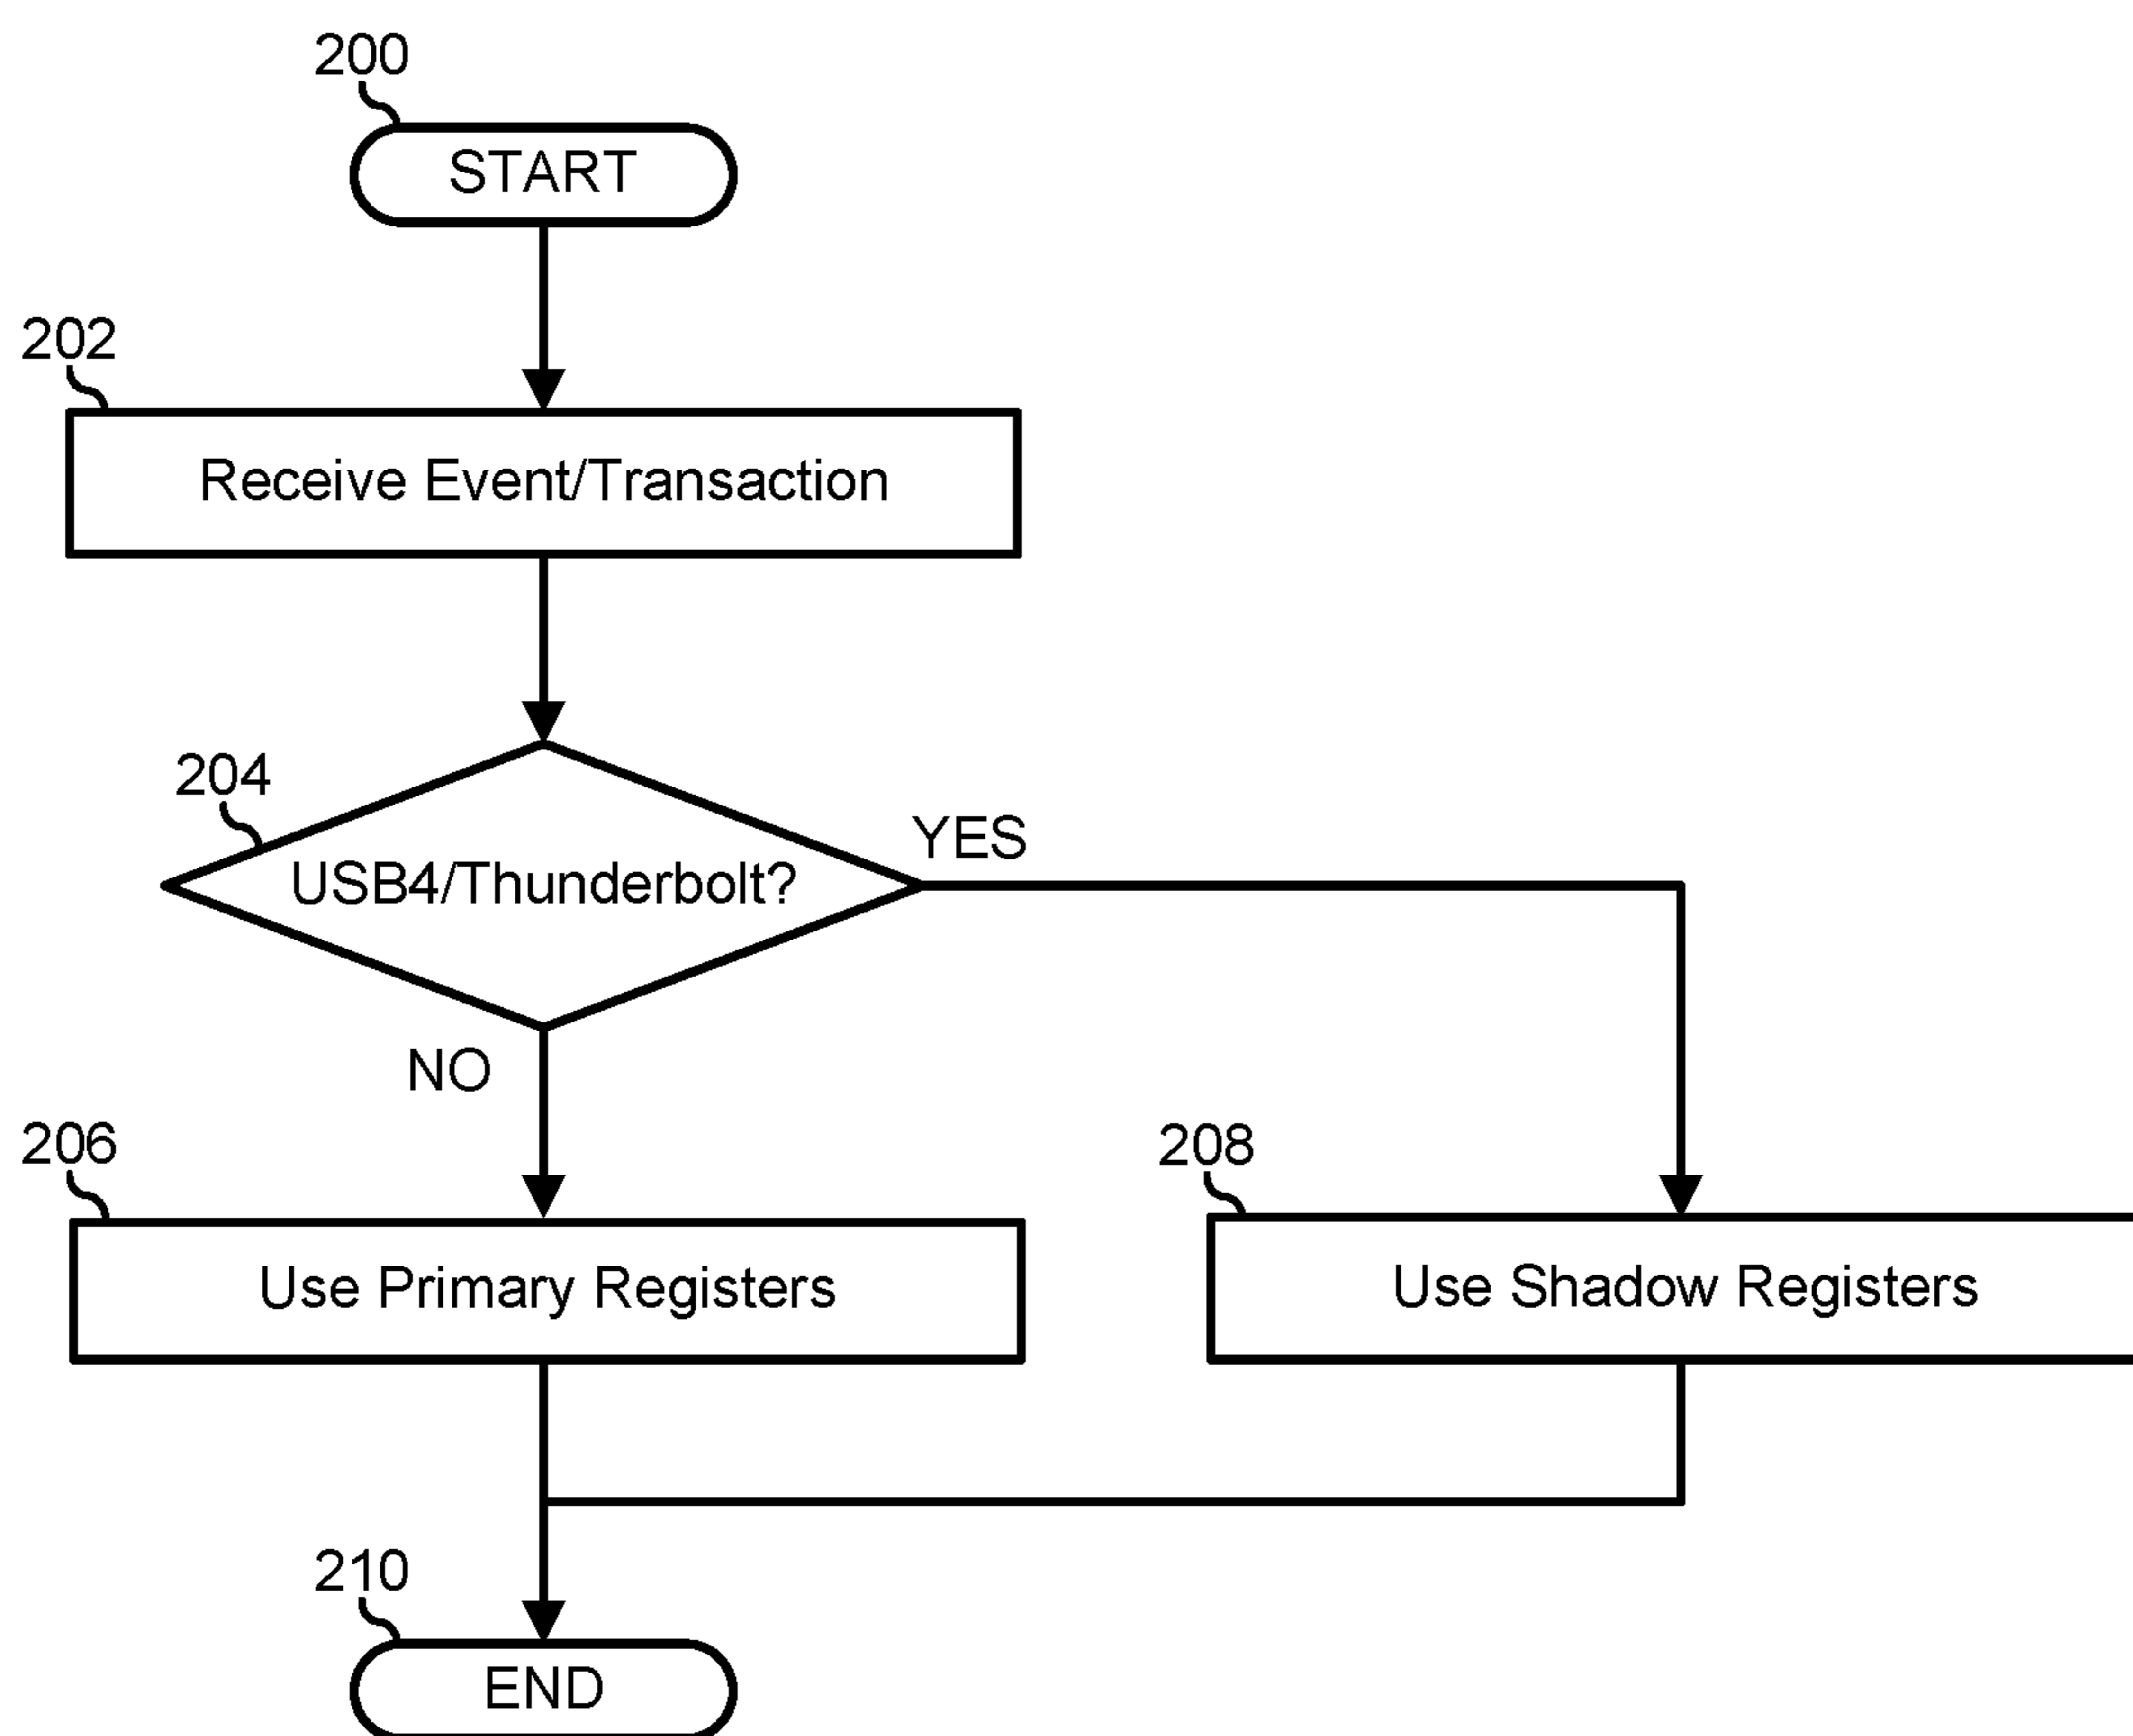 200
START
202
Receive Event/Transaction
204
USB4/Thunderbolt?
YES
NO
206
Use Primary Registers
208
Use Shadow Registers
210
END